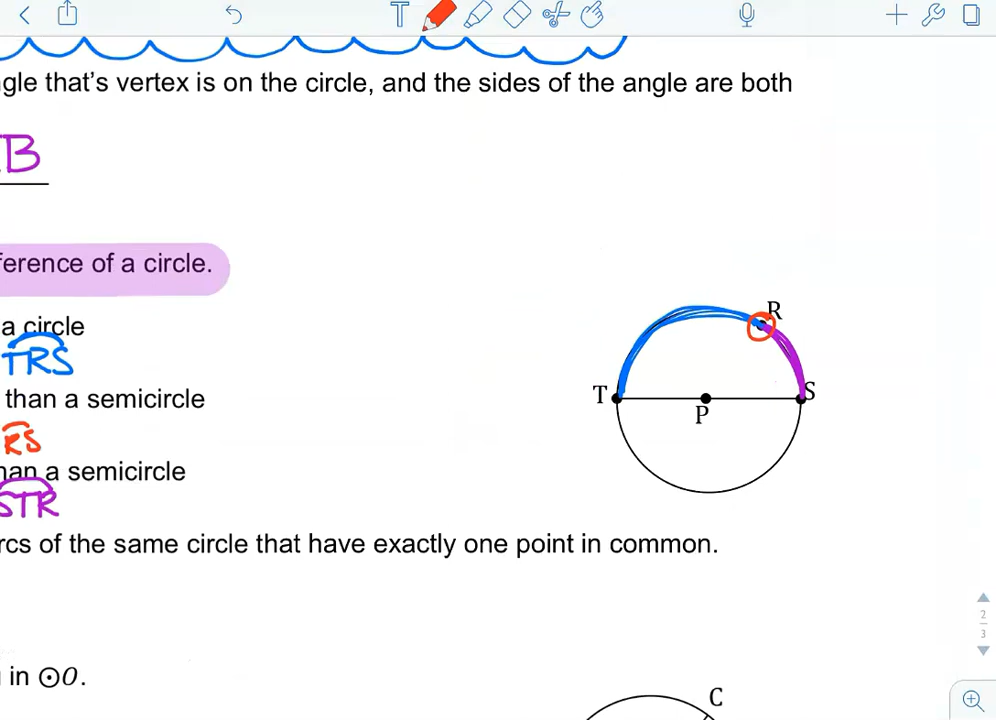 T
gle that's vertex is on the circle, and the sides of the angle are both
B
ference of a circle.
a circle
TRS
than a semicircle
RS
han a semicircle
STR
R
T
S
P
rcs of the same circle that have exactly one point in common.
2
3
in ⊙O.
C